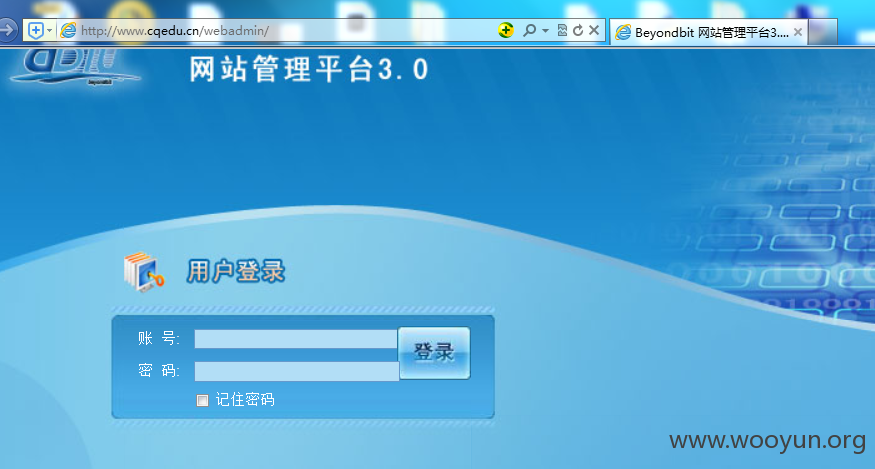 http://www.cqedu.cn/webadmin/
Beyondbit 网站管理平台3....
网站管理平台3.0
用户登录
账 号:
密 码:
登录
记住密码
www.wooyun.org